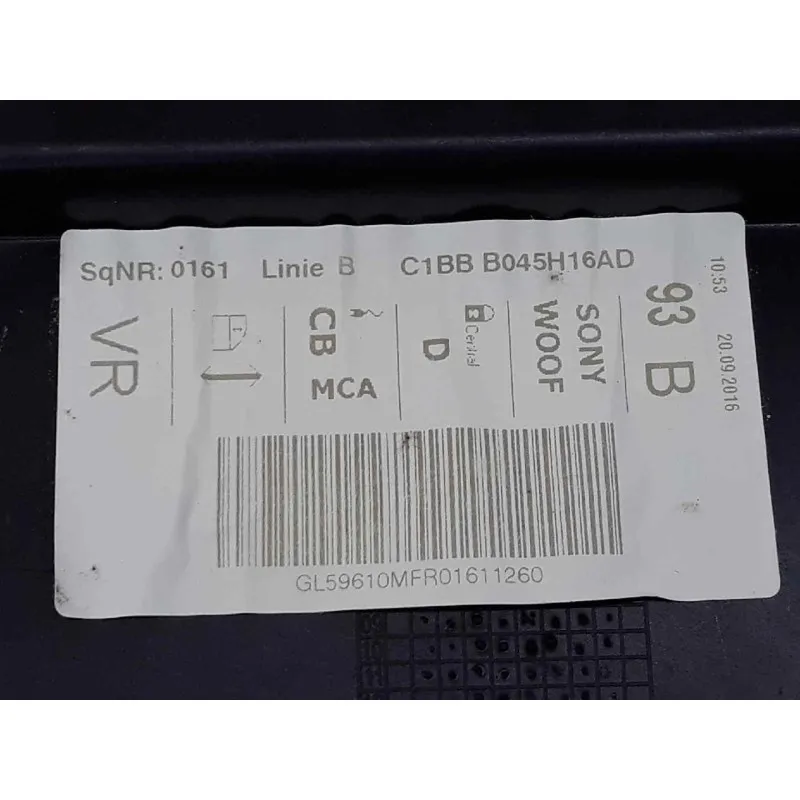 SqNR: 0161 Linie B C1BB B045H16AD
VR
CB
MCA
Central
D
SONY
WOOF
93 B
10:53 20.09.2016
GL59610MFR01611260